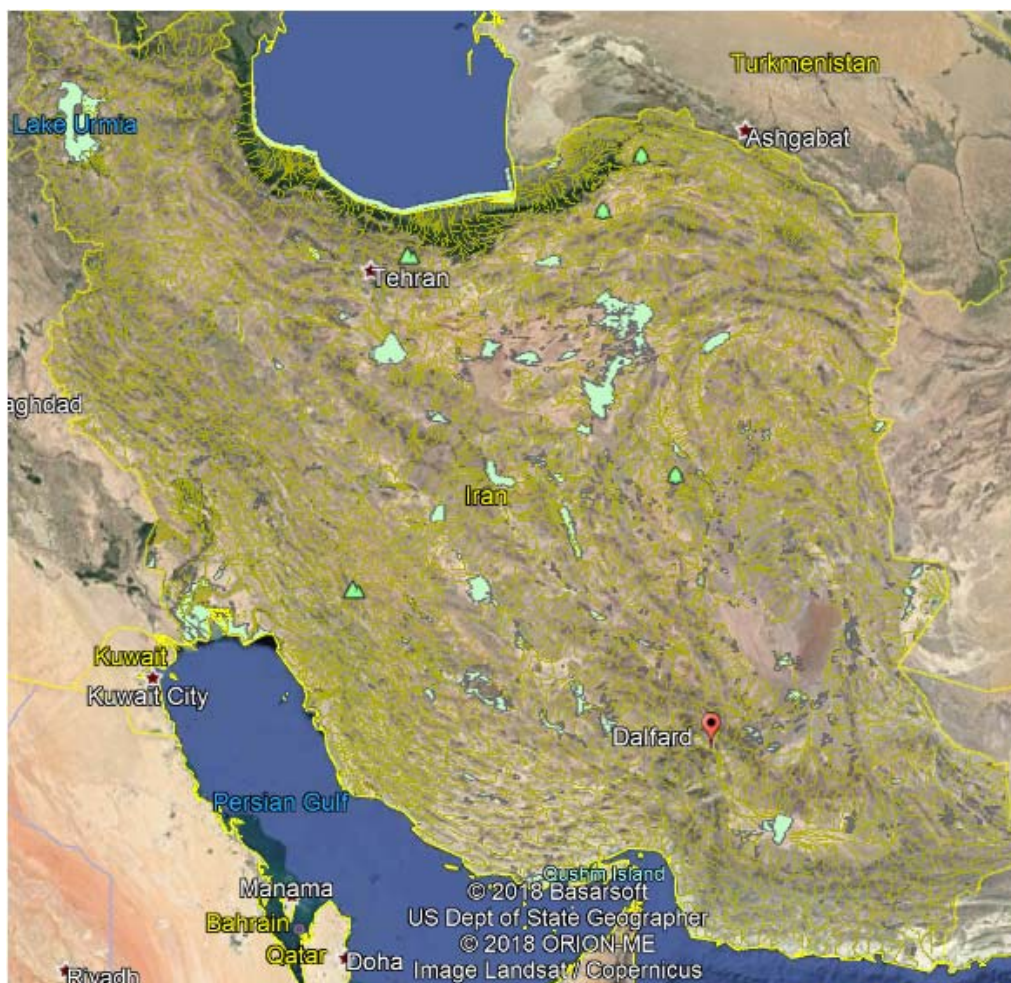 Turkmenistan
Lake Urmia
Ashgabat
Tehran
aghdad
Iran
Kuwait
Kuwait City
Dalfard
Persian Gulf
Qushm Island
Manama
© 2018 Basarsoft
Bahrain
US Dept of State Geographer
Qatar
© 2018 ORION-ME
Doha
Image Landsat / Copernicus
Riyadh